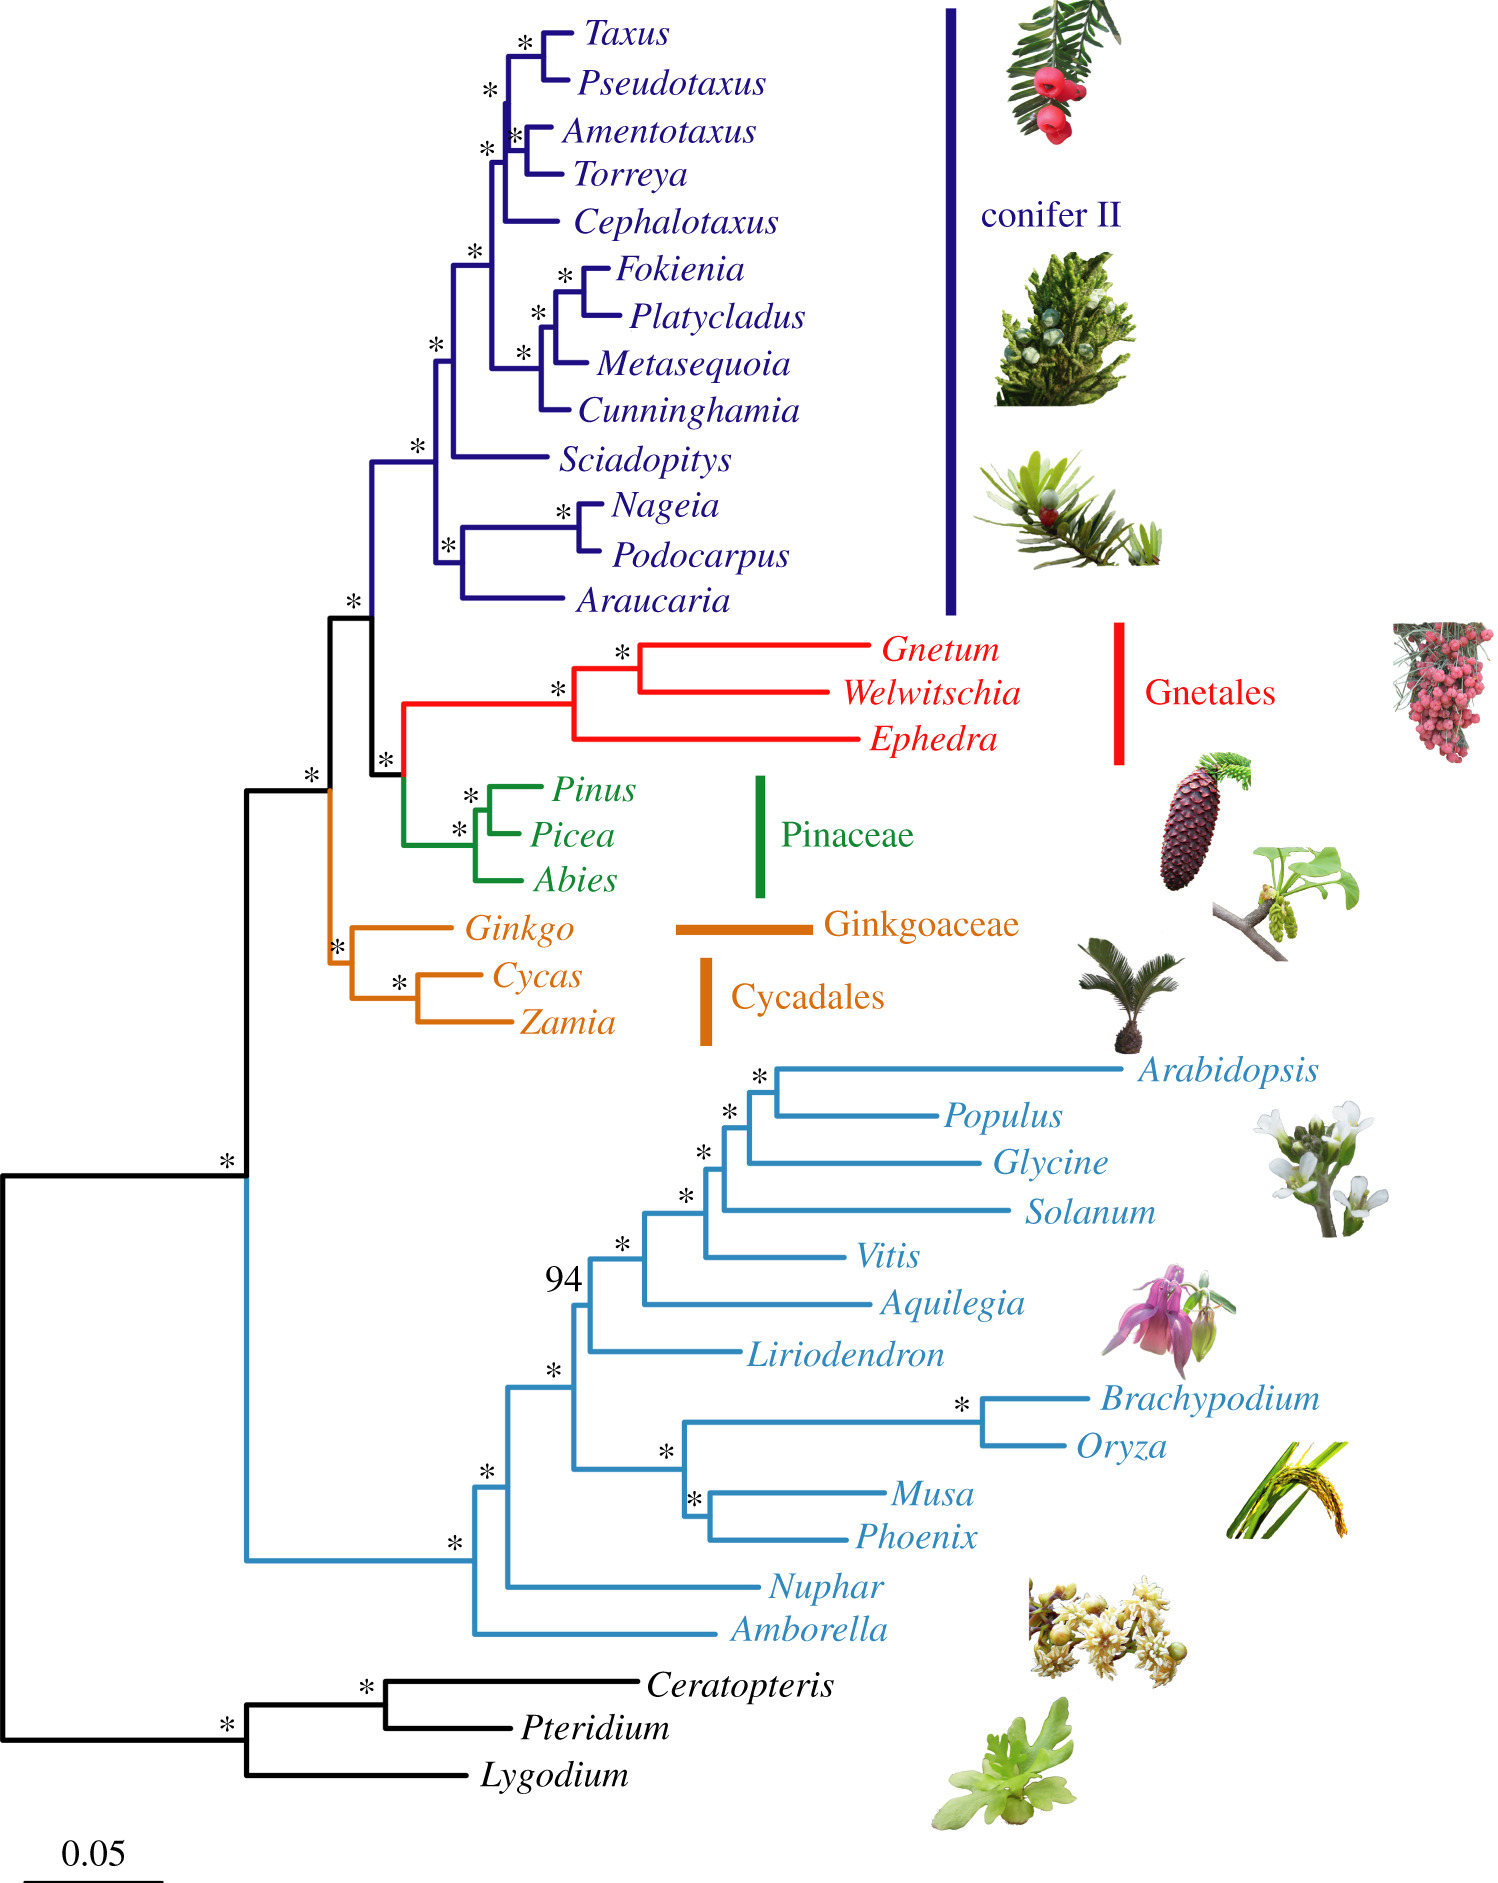 Taxus
Pseudotaxus
Amentotaxus
Torreya
Cephalotaxus
conifer II
Fokienia
Platycladus
Metasequoia
Cunninghamia
Sciadopitys
Nageia
Podocarpus
Araucaria
Gnetum
Welwitschia
Gnetales
Ephedra
Pinus
Picea
Pinaceae
Abies
Ginkgo
Ginkgoaceae
Cycas
Cycadales
Zamia
Arabidopsis
Populus
Glycine
Solanum
Vitis
94
Aquilegia
Liriodendron
Brachypodium
Oryza
Musa
Phoenix
Nuphar
Amborella
Ceratopteris
Pteridium
Lygodium
0.05